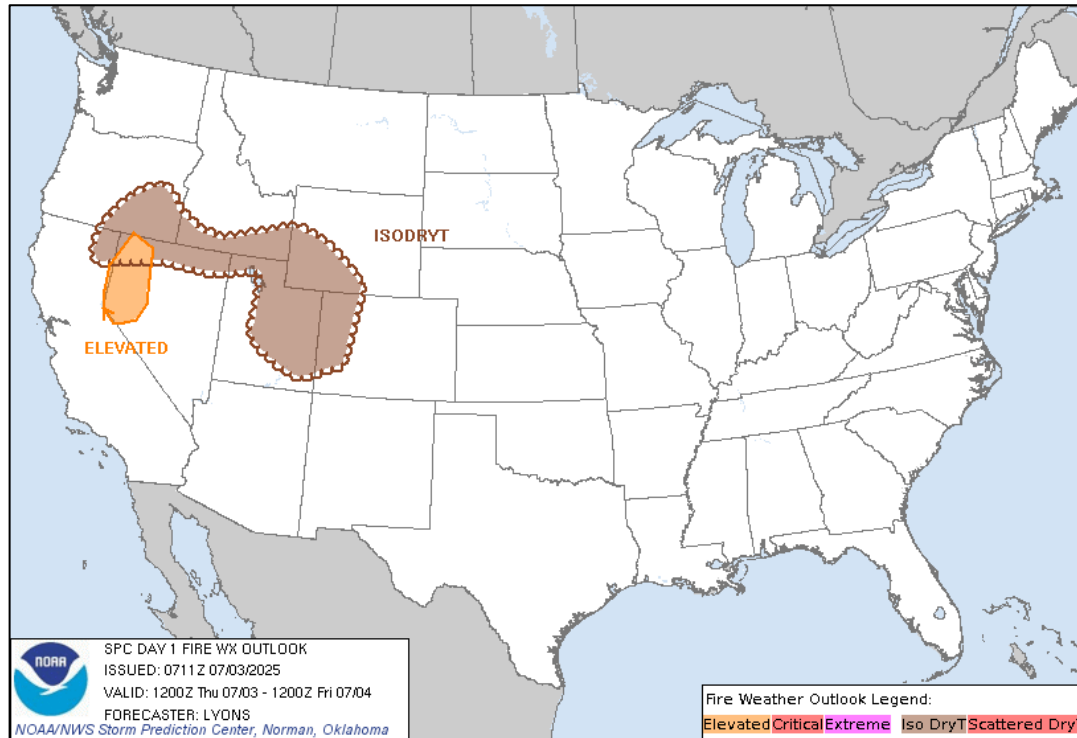 ISODRYT
ELEVATED
NOAA
SPC DAY 1 FIRE WX OUTLOOK
ISSUED: 0711Z 07/03/2025
VALID: 1200Z Thu 07/03 - 1200Z Fri 07/04
FORECASTER: LYONS
NOAA/NWS Storm Prediction Center, Norman, Oklahoma
Fire Weather Outlook Legend:
Elevated Critical Extreme Iso DryT Scattered DryT